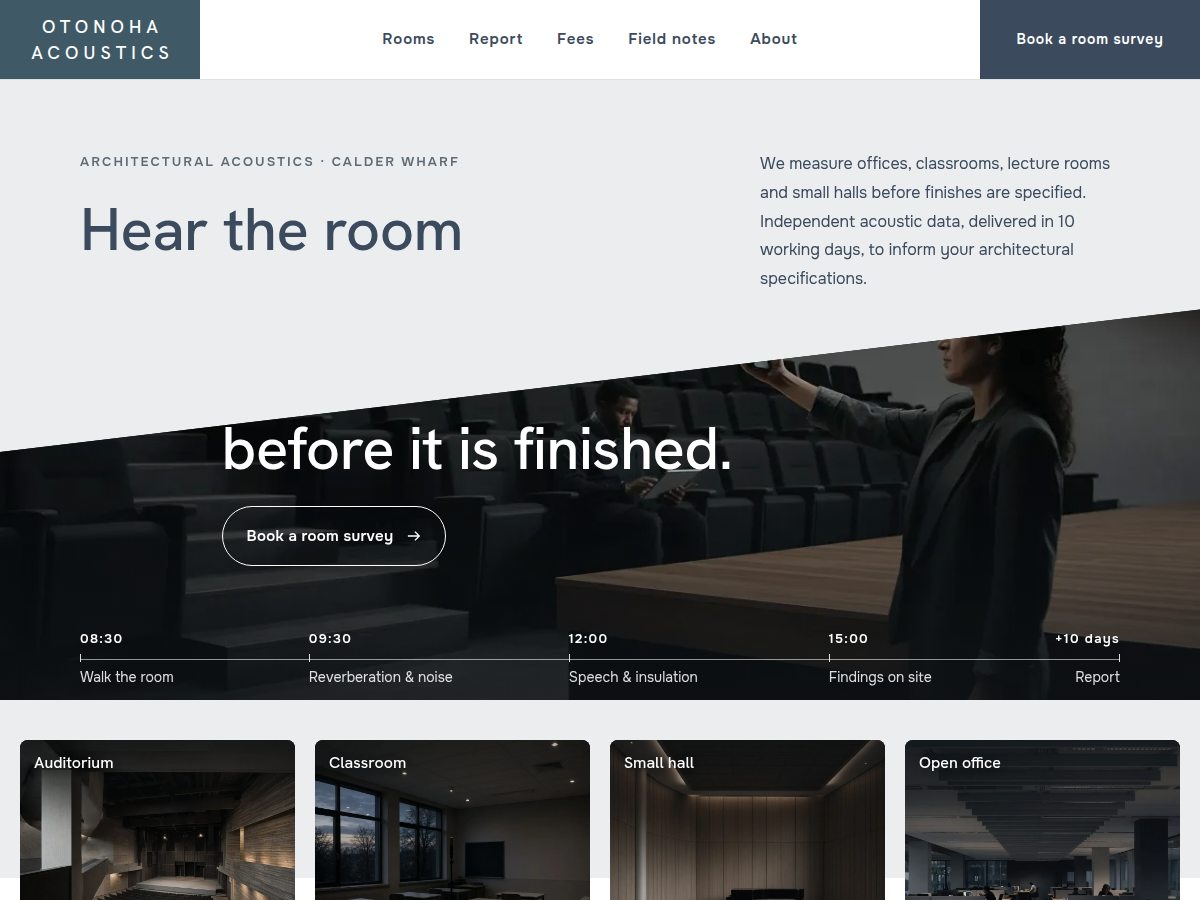 OTONOHA
ACOUSTICS
Rooms
Report
Fees
Field notes
About
Book a room survey
ARCHITECTURAL ACOUSTICS · CALDER WHARF
Hear the room
We measure offices, classrooms, lecture rooms
and small halls before finishes are specified.
Independent acoustic data, delivered in 10
working days, to inform your architectural
specifications.
before it is finished.
Book a room survey →
08:30
Walk the room
09:30
Reverberation & noise
12:00
Speech & insulation
15:00
Findings on site
+10 days
Report
Auditorium
Classroom
Small hall
Open office